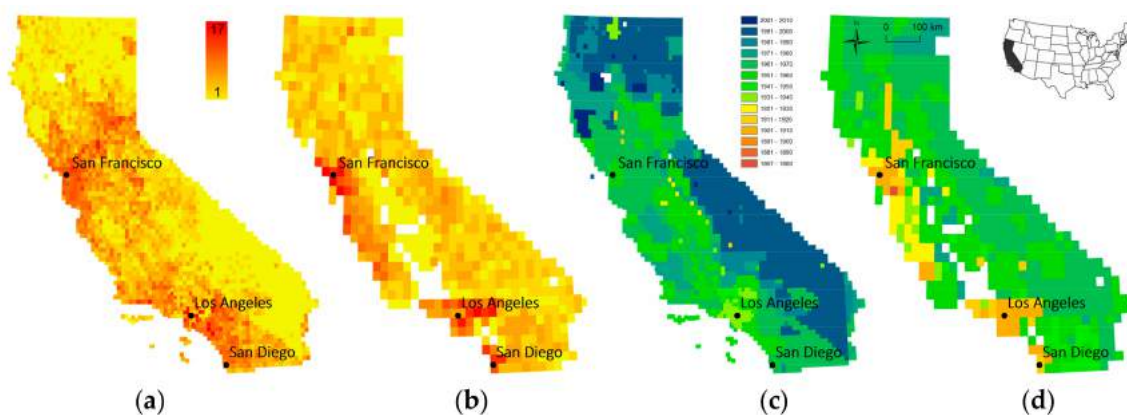 17
1
2001 - 2010
1991 - 2000
1981 - 1990
1971 - 1980
1961 - 1970
1951 - 1960
1941 - 1950
1931 - 1940
1921 - 1930
1911 - 1920
1901 - 1910
1891 - 1900
1881 - 1890
0 100 km
San Francisco
San Francisco
San Francisco
San Francisco
Los Angeles
Los Angeles
Los Angeles
Los Angeles
San Diego
San Diego
San Diego
San Diego
(a) (b) (c) (d)